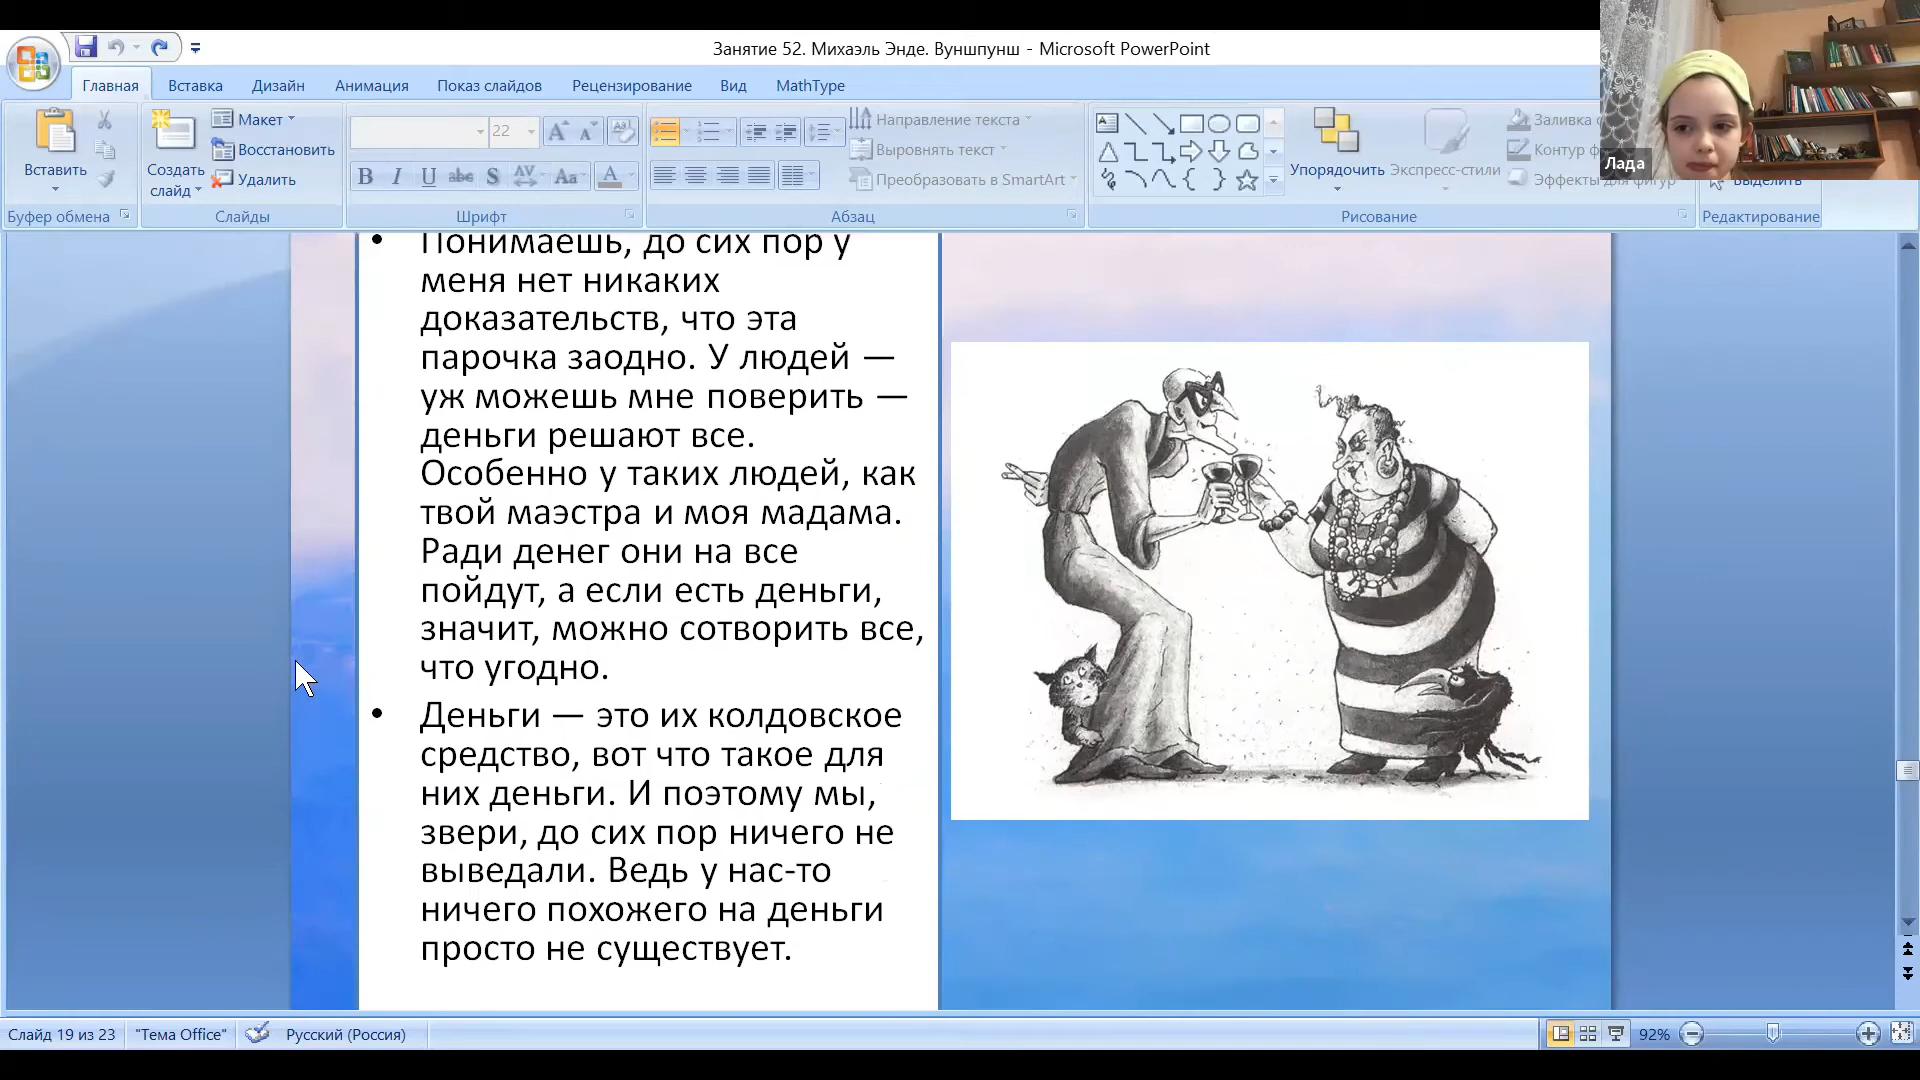 Занятие 52. Михаэль Энде. Вуншпунш - Microsoft PowerPoint
Главная Вставка Дизайн Анимация Показ слайдов Рецензирование Вид MathType
Вставить
Буфер обмена
Создать слайд
Макет
Восстановить
Удалить
Слайды
22
Ж К Ч
Шрифт
Направление текста
Выровнять текст
Преобразовать в SmartArt
Абзац
Упорядочить
Экспресс-стили
Заливка
Контур
Эффекты для фигур
Рисование
Выделить
Редактирование
Лада
• Понимаешь, до сих пор у
меня нет никаких
доказательств, что эта
парочка заодно. У людей —
уж можешь мне поверить —
деньги решают все.
Особенно у таких людей, как
твой маэстра и моя мадама.
Ради денег они на все
пойдут, а если есть деньги,
значит, можно сотворить все,
что угодно.
• Деньги — это их колдовское
средство, вот что такое для
них деньги. И поэтому мы,
звери, до сих пор ничего не
выведали. Ведь у нас-то
ничего похожего на деньги
просто не существует.
Слайд 19 из 23 "Тема Office" Русский (Россия) 92%